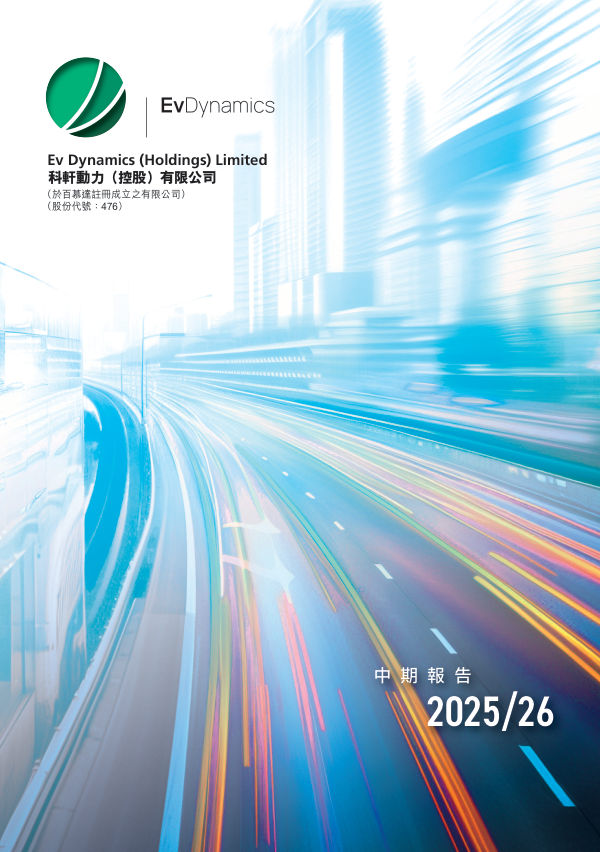 EvDynamics
Ev Dynamics (Holdings) Limited
科軒動力（控股）有限公司
（於百慕達註冊成立之有限公司）
（股份代號：476）
中期報告
2025/26